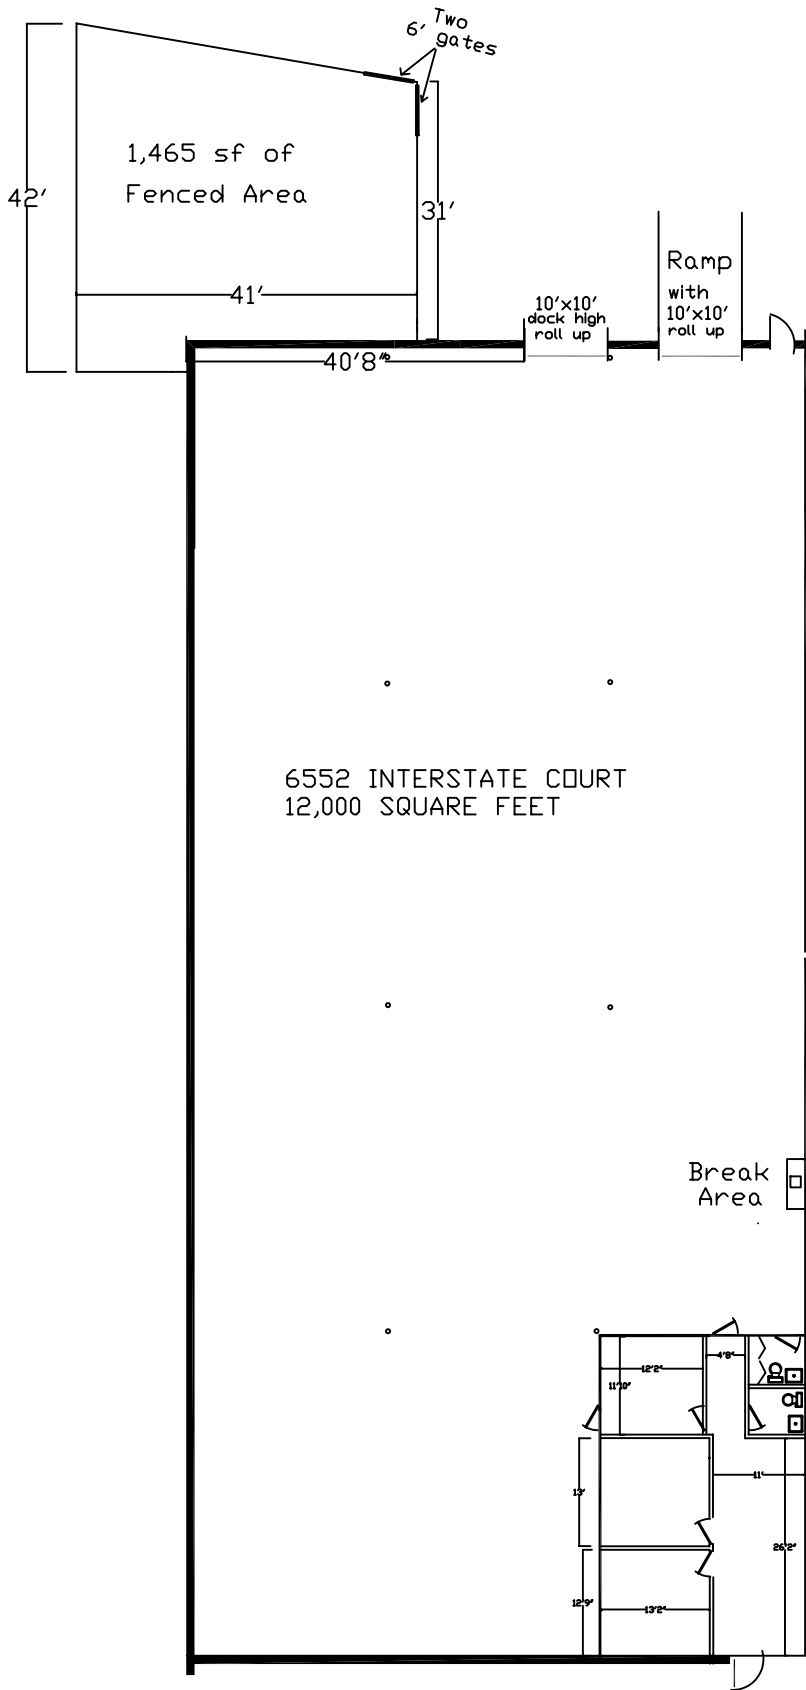 Two
6' gates
1,465 sf of
Fenced Area
42'
31'
41'
Ramp
with
10'x10'
roll up
10'x10'
dock high
roll up
40'8"
6552 INTERSTATE COURT
12,000 SQUARE FEET
Break
Area
4'8"
12'2"
11'10"
11'
13'
26'2"
12'9"
13'2"